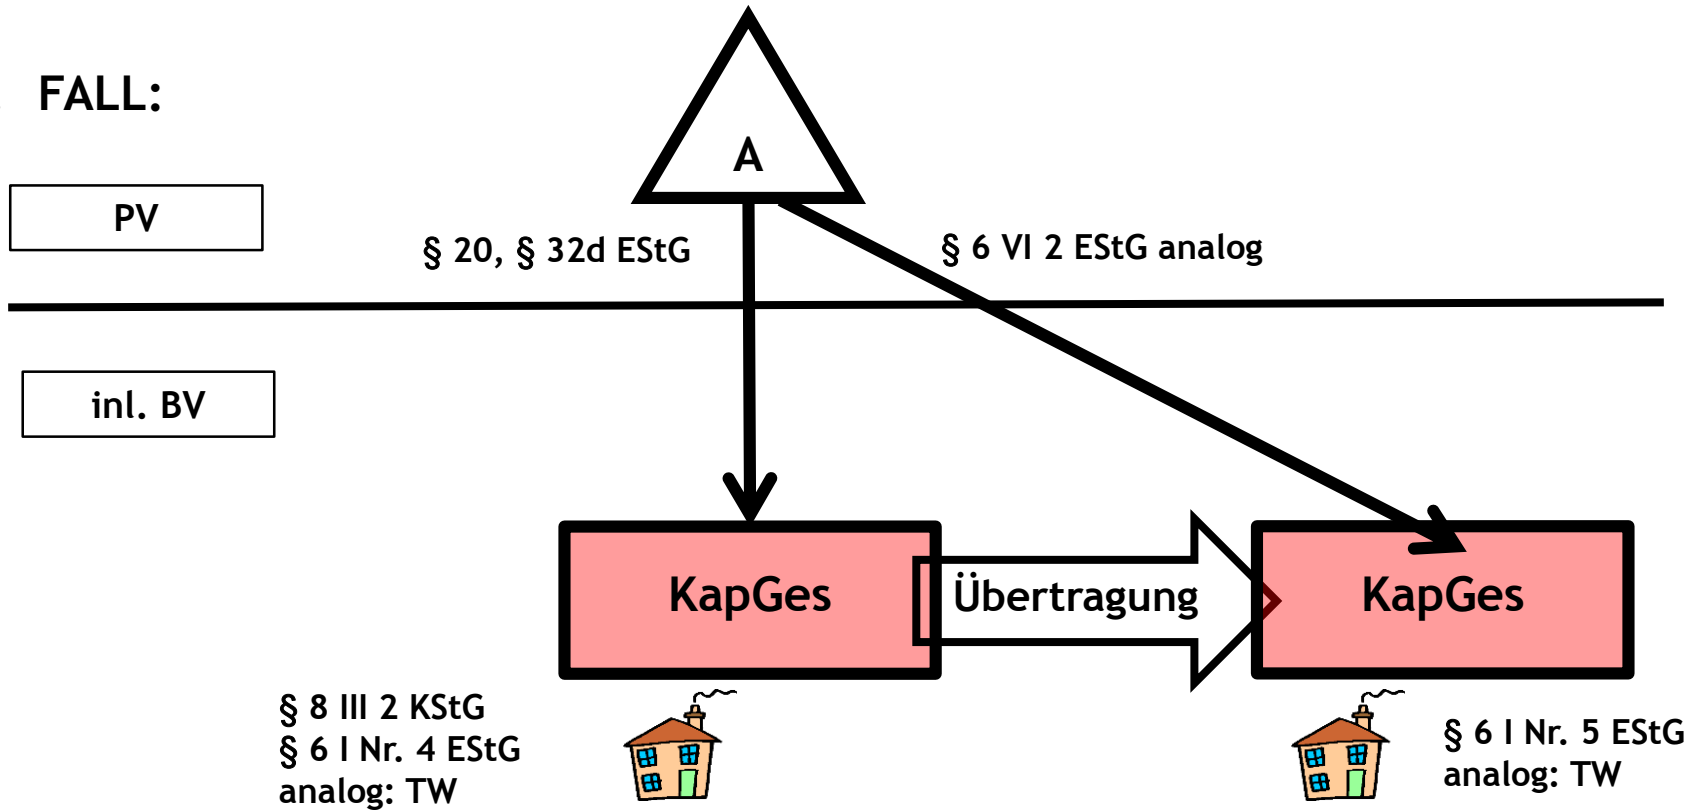 FALL:
A
PV
§ 20, § 32d EStG
§ 6 VI 2 EStG analog
inl. BV
KapGes
Übertragung
KapGes
§ 8 III 2 KStG
§ 6 I Nr. 4 EStG
analog: TW
§ 6 I Nr. 5 EStG
analog: TW